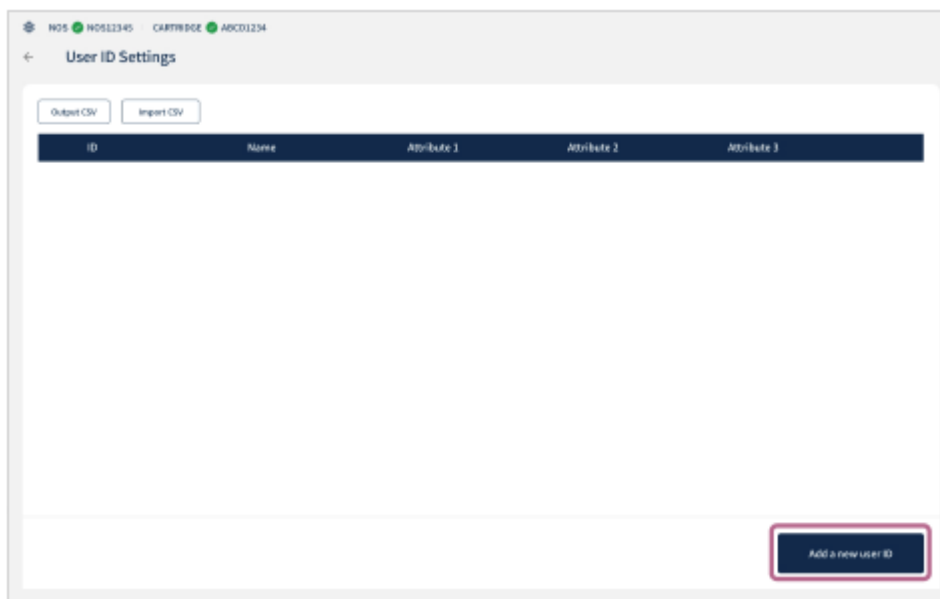 NOS NOS12345 CARTRIDGE ABCD1234
User ID Settings
Output CSV Import CSV
ID Name Attribute 1 Attribute 2 Attribute 3
Add a new user ID